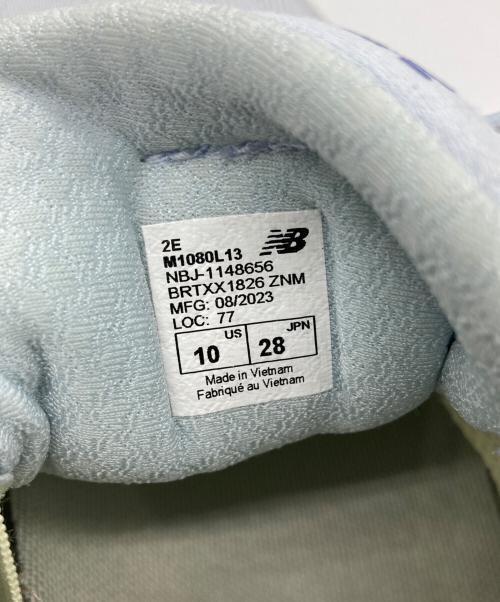 2E
M1080L13
NB
NBJ-1148656
BRTXX1826 ZNM
MFG: 08/2023
LOC: 77
10 US 28 JPN
Made in Vietnam
Fabriqué au Vietnam